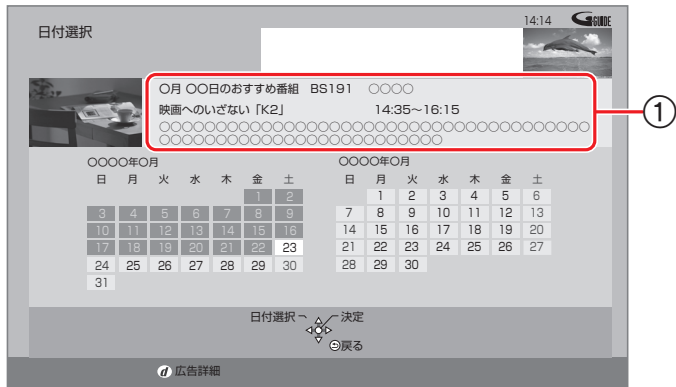 14:14 G GUIDE
日付選択
○月 ○○日のおすすめ番組 BS191 ○○○○
映画へのいざない「K2」 14:35～16:15
○○○○○○○○○○○○○○○○○○○○○○○○○○○○○○○○○○○○○○
○○○○○○○○○○○○○○○○○○○○○○○○○
①
○○○○年○月
日 月 火 水 木 金 土
1 2
3 4 5 6 7 8 9
10 11 12 13 14 15 16
17 18 19 20 21 22 23
24 25 26 27 28 29 30
31
○○○○年○月
日 月 火 水 木 金 土
1 2 3 4 5 6
7 8 9 10 11 12 13
14 15 16 17 18 19 20
21 22 23 24 25 26 27
28 29 30
日付選択 決定
戻る
d 広告詳細